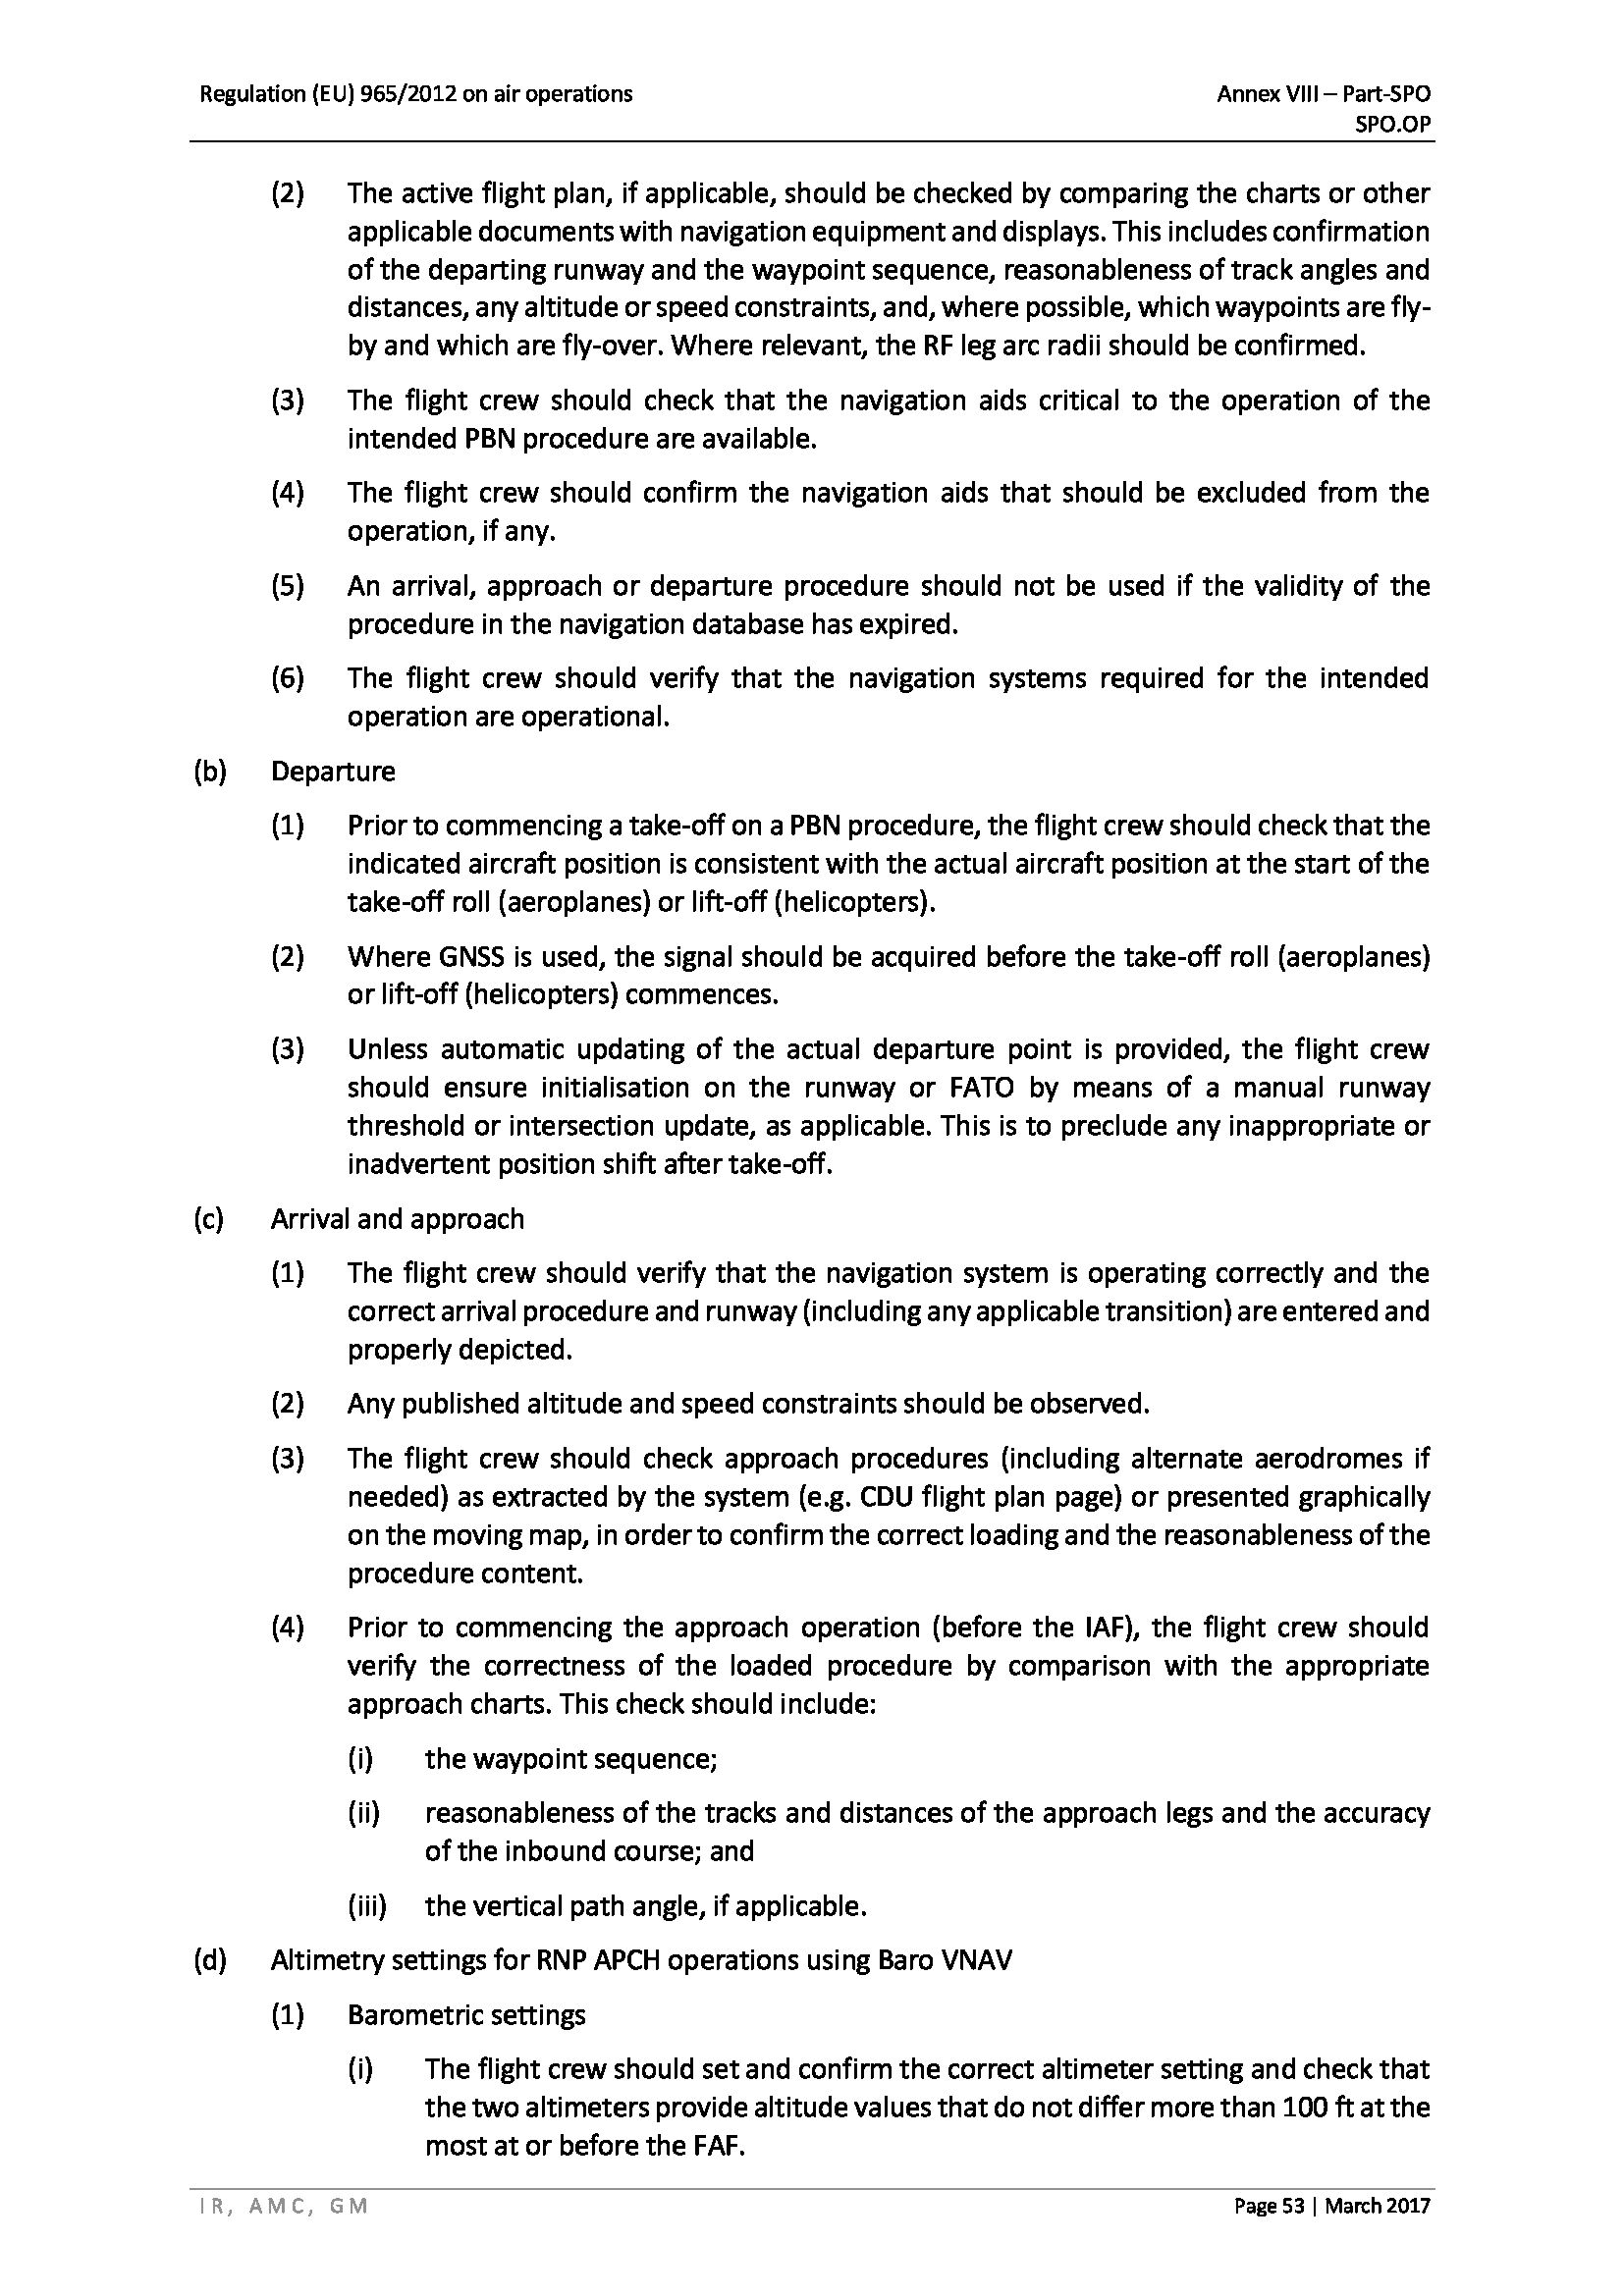 Regulation (EU) 965/2012 on air operations
Annex VIII – Part-SPO
SPO.OP
(2) The active flight plan, if applicable, should be checked by comparing the charts or other
applicable documents with navigation equipment and displays. This includes confirmation
of the departing runway and the waypoint sequence, reasonableness of track angles and
distances, any altitude or speed constraints, and, where possible, which waypoints are fly-
by and which are fly-over. Where relevant, the RF leg arc radii should be confirmed.
(3) The flight crew should check that the navigation aids critical to the operation of the
intended PBN procedure are available.
(4) The flight crew should confirm the navigation aids that should be excluded from the
operation, if any.
(5) An arrival, approach or departure procedure should not be used if the validity of the
procedure in the navigation database has expired.
(6) The flight crew should verify that the navigation systems required for the intended
operation are operational.
(b) Departure
(1) Prior to commencing a take-off on a PBN procedure, the flight crew should check that the
indicated aircraft position is consistent with the actual aircraft position at the start of the
take-off roll (aeroplanes) or lift-off (helicopters).
(2) Where GNSS is used, the signal should be acquired before the take-off roll (aeroplanes)
or lift-off (helicopters) commences.
(3) Unless automatic updating of the actual departure point is provided, the flight crew
should ensure initialisation on the runway or FATO by means of a manual runway
threshold or intersection update, as applicable. This is to preclude any inappropriate or
inadvertent position shift after take-off.
(c) Arrival and approach
(1) The flight crew should verify that the navigation system is operating correctly and the
correct arrival procedure and runway (including any applicable transition) are entered and
properly depicted.
(2) Any published altitude and speed constraints should be observed.
(3) The flight crew should check approach procedures (including alternate aerodromes if
needed) as extracted by the system (e.g. CDU flight plan page) or presented graphically
on the moving map, in order to confirm the correct loading and the reasonableness of the
procedure content.
(4) Prior to commencing the approach operation (before the IAF), the flight crew should
verify the correctness of the loaded procedure by comparison with the appropriate
approach charts. This check should include:
(i) the waypoint sequence;
(ii) reasonableness of the tracks and distances of the approach legs and the accuracy
of the inbound course; and
(iii) the vertical path angle, if applicable.
(d) Altimetry settings for RNP APCH operations using Baro VNAV
(1) Barometric settings
(i) The flight crew should set and confirm the correct altimeter setting and check that
the two altimeters provide altitude values that do not differ more than 100 ft at the
most at or before the FAF.
IR, AMC, GM
Page 53 | March 2017